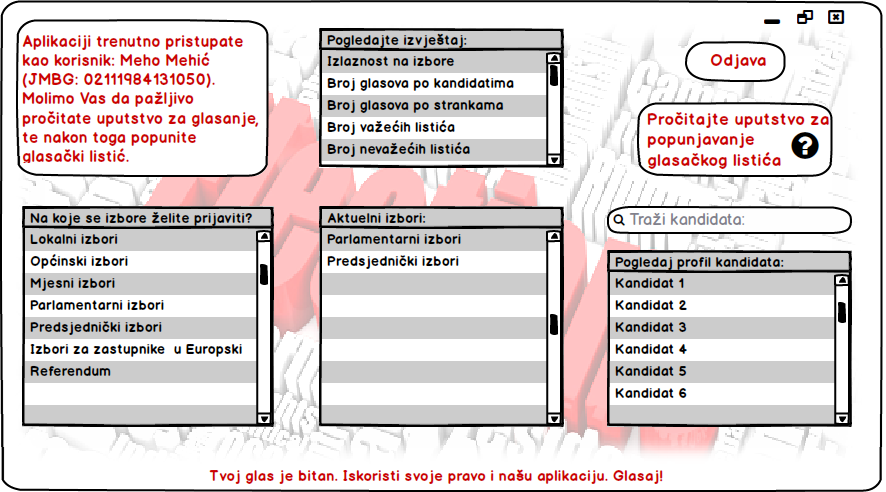 Aplikaciji trenutno pristupate
kao korisnik: Meho Mehić
(JMBG: 02111984131050).
Molimo Vas da pažljivo
pročitate uputstvo za glasanje,
te nakon toga popunite
glasački listić.
Pogledajte izvještaj:
Izlaznost na izbore
Broj glasova po kandidatima
Broj glasova po strankama
Broj važećih listića
Broj nevažećih listića
Odjava
Pročitajte uputstvo za
popunjavanje
glasačkog listića
?
Na koje se izbore želite prijaviti?
Lokalni izbori
Općinski izbori
Mjesni izbori
Parlamentarni izbori
Predsjednički izbori
Izbori za zastupnike u Europski
Referendum
Aktuelni izbori:
Parlamentarni izbori
Predsjednički izbori
Traži kandidata:
Pogledaj profil kandidata:
Kandidat 1
Kandidat 2
Kandidat 3
Kandidat 4
Kandidat 5
Kandidat 6
Tvoj glas je bitan. Iskoristi svoje pravo i našu aplikaciju. Glasaj!